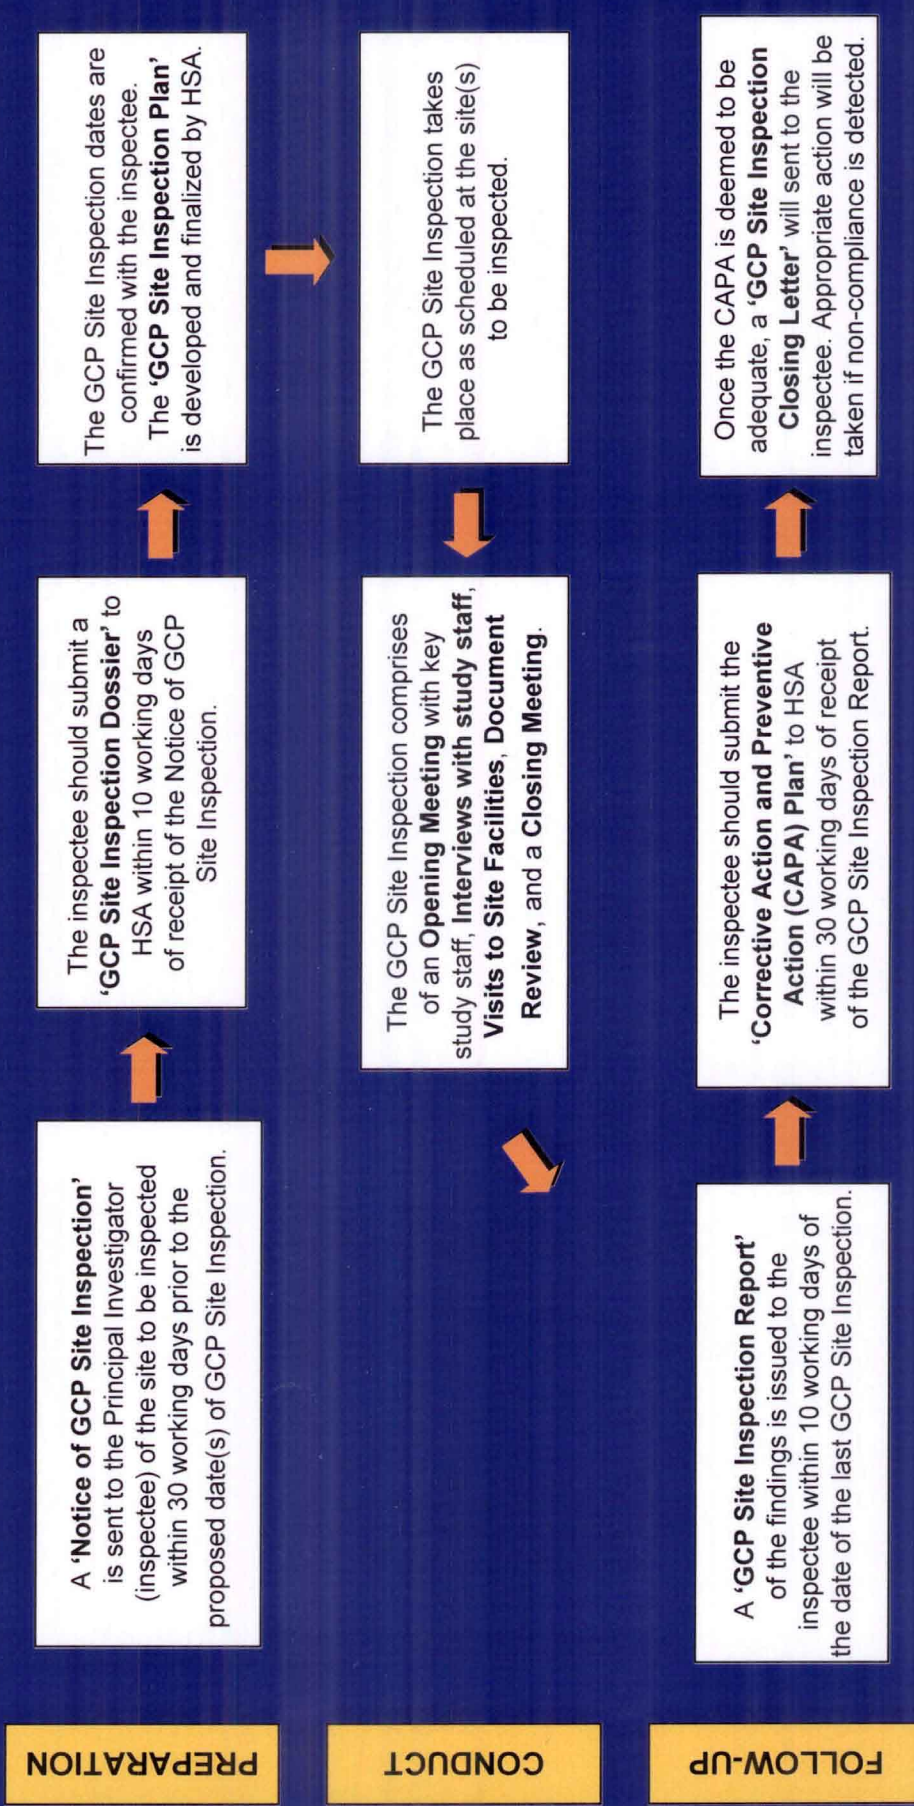 PREPARATION
A ‘Notice of GCP Site Inspection’
is sent to the Principal Investigator
(inspectee) of the site to be inspected
within 30 working days prior to the
proposed date(s) of GCP Site Inspection.
The inspectee should submit a
‘GCP Site Inspection Dossier’ to
HSA within 10 working days
of receipt of the Notice of GCP
Site Inspection.
The GCP Site Inspection dates are
confirmed with the inspectee.
The ‘GCP Site Inspection Plan’
is developed and finalized by HSA.
CONDUCT
The GCP Site Inspection takes
place as scheduled at the site(s)
to be inspected.
The GCP Site Inspection comprises
of an Opening Meeting with key
study staff, Interviews with study staff,
Visits to Site Facilities, Document
Review, and a Closing Meeting.
FOLLOW-UP
A ‘GCP Site Inspection Report’
of the findings is issued to the
inspectee within 10 working days of
the date of the last GCP Site Inspection.
The inspectee should submit the
‘Corrective Action and Preventive
Action (CAPA) Plan’ to HSA
within 30 working days of receipt
of the GCP Site Inspection Report.
Once the CAPA is deemed to be
adequate, a ‘GCP Site Inspection
Closing Letter’ will sent to the
inspectee. Appropriate action will be
taken if non-compliance is detected.